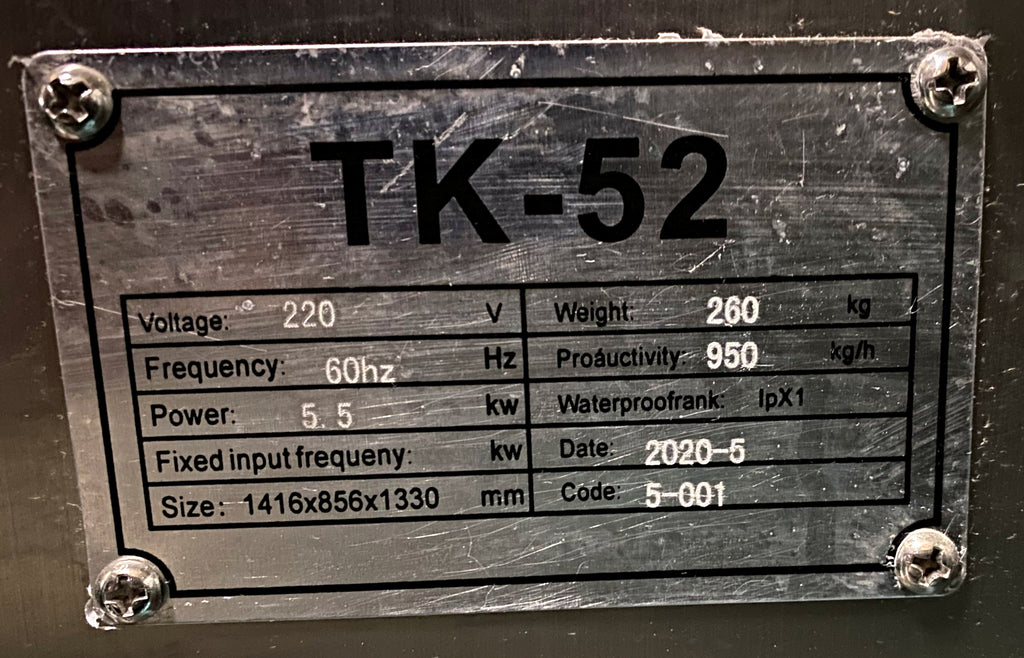 TK-52
Voltage: 220 V
Weight: 260 kg
Frequency: 60hz Hz
Proáuctivity: 950 kg/h
Power: 5.5 kw
Waterproofrank: IpX1
Fixed input frequeny: kw
Date: 2020-5
Size: 1416x856x1330 mm
Code: 5-001